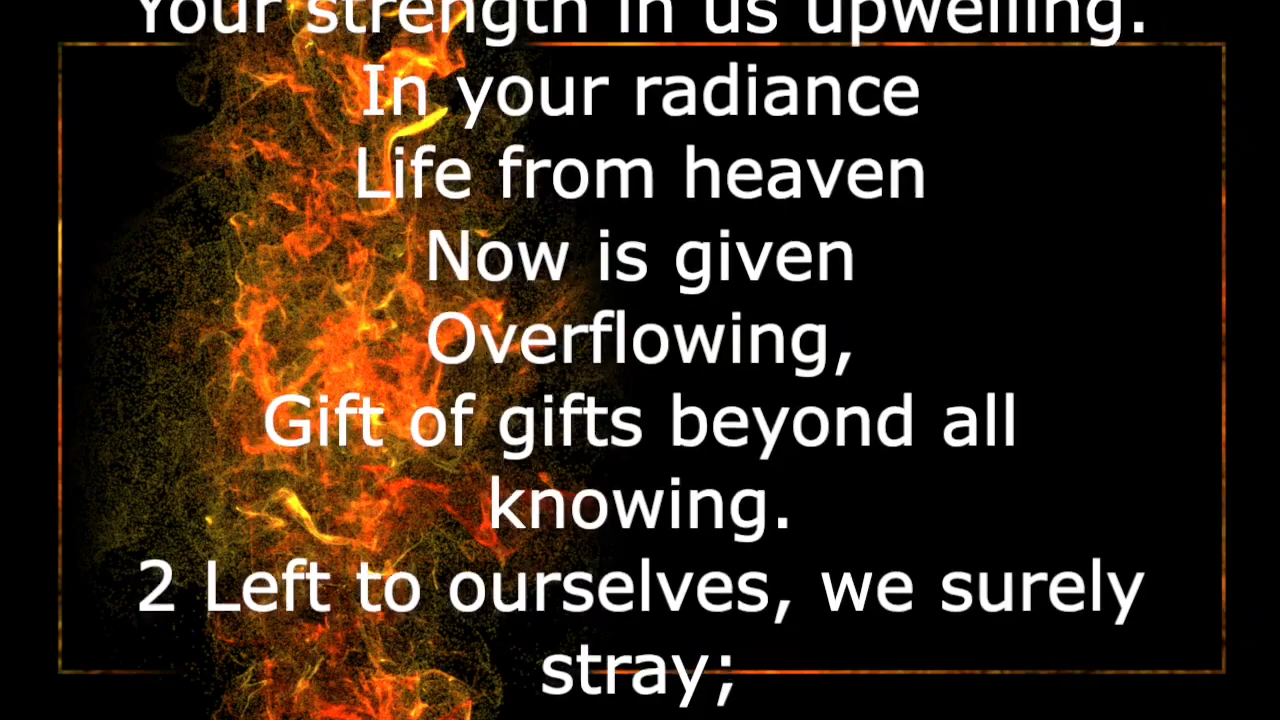 Your strength in us upwelling.
In your radiance
Life from heaven
Now is given
Overflowing,
Gift of gifts beyond all
knowing.
2 Left to ourselves, we surely
stray;